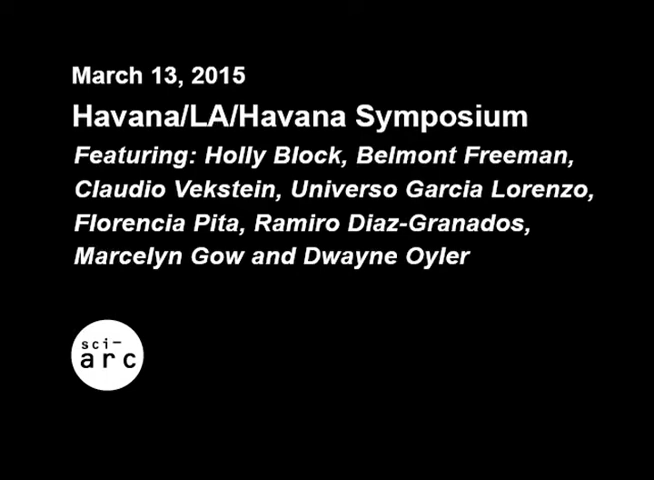 March 13, 2015
Havana/LA/Havana Symposium
Featuring: Holly Block, Belmont Freeman,
Claudio Vekstein, Universo Garcia Lorenzo,
Florencia Pita, Ramiro Diaz-Granados,
Marcelyn Gow and Dwayne Oyler
sci-
arc